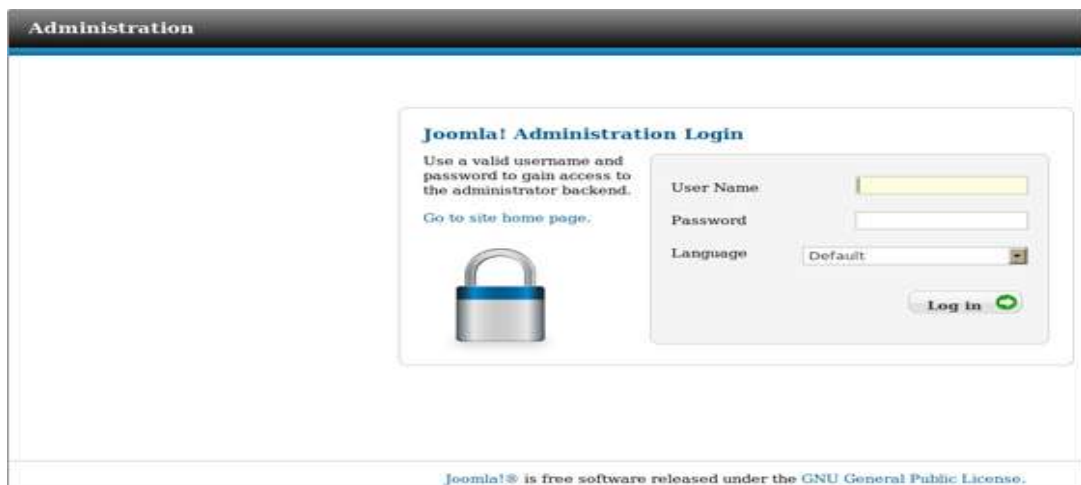 Administration
Joomla! Administration Login
Use a valid username and
password to gain access to
the administrator backend.
Go to site home page.
User Name
Password
Language
Default
Log in
Joomla!® is free software released under the GNU General Public License.